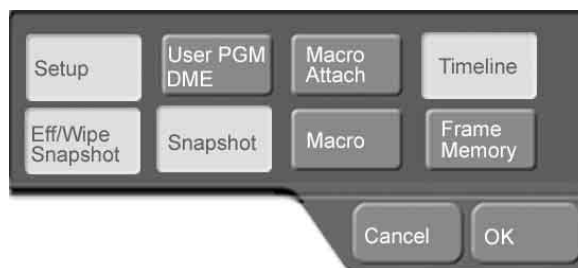 Setup
User PGM
DME
Macro
Attach
Timeline
Eff/Wipe
Snapshot
Snapshot
Macro
Frame
Memory
Cancel
OK